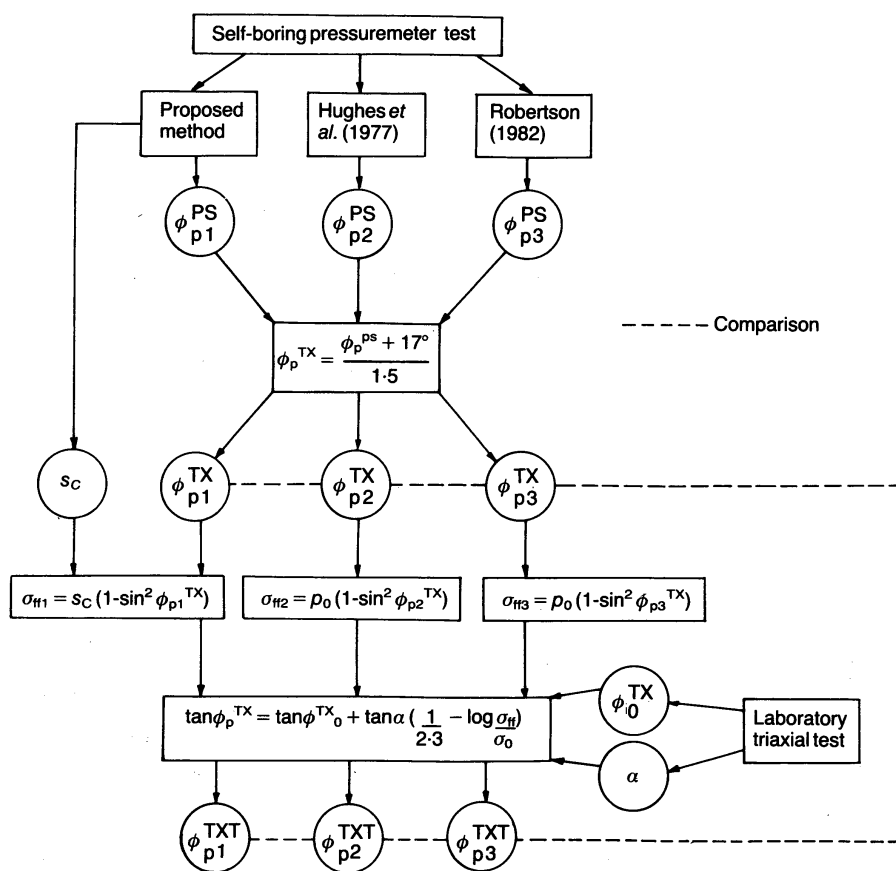 Self-boring pressuremeter test
Proposed
method
Hughes et
al. (1977)
Robertson
(1982)
ϕ PS p1
ϕ PS p2
ϕ PS p3
ϕp^TX = (ϕp^ps + 17°) / 1·5
Comparison
sC
ϕ TX p1
ϕ TX p2
ϕ TX p3
σff1 = sC (1-sin² ϕp1^TX)
σff2 = p0 (1-sin² ϕp2^TX)
σff3 = p0 (1-sin² ϕp3^TX)
tanϕp^TX = tanϕ^TX0 + tanα (1/2·3 − log σff/σ0)
ϕ TX 0
Laboratory
triaxial test
α
ϕ TXT p1
ϕ TXT p2
ϕ TXT p3